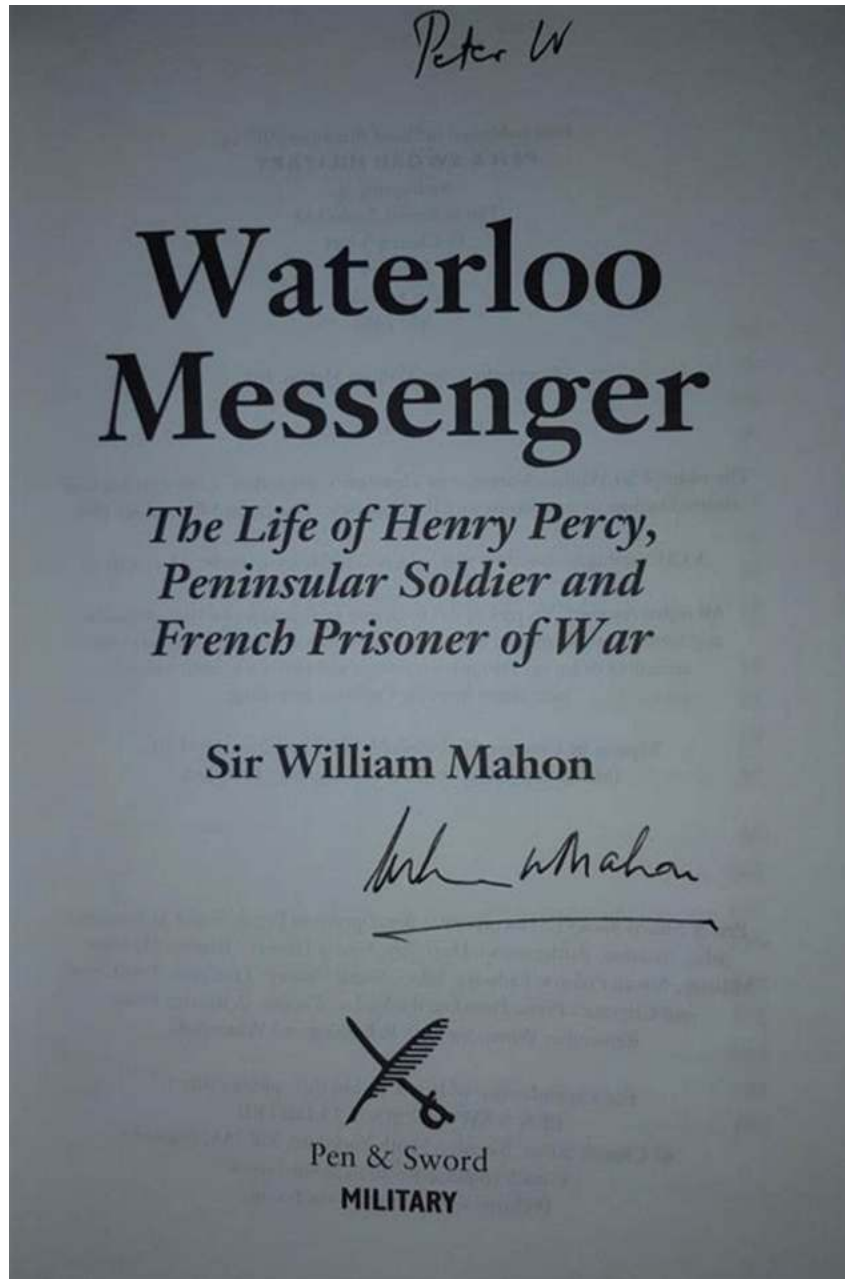 Peter W
Waterloo
Messenger
The Life of Henry Percy,
Peninsular Soldier and
French Prisoner of War
Sir William Mahon
Mahon
Pen & Sword
MILITARY